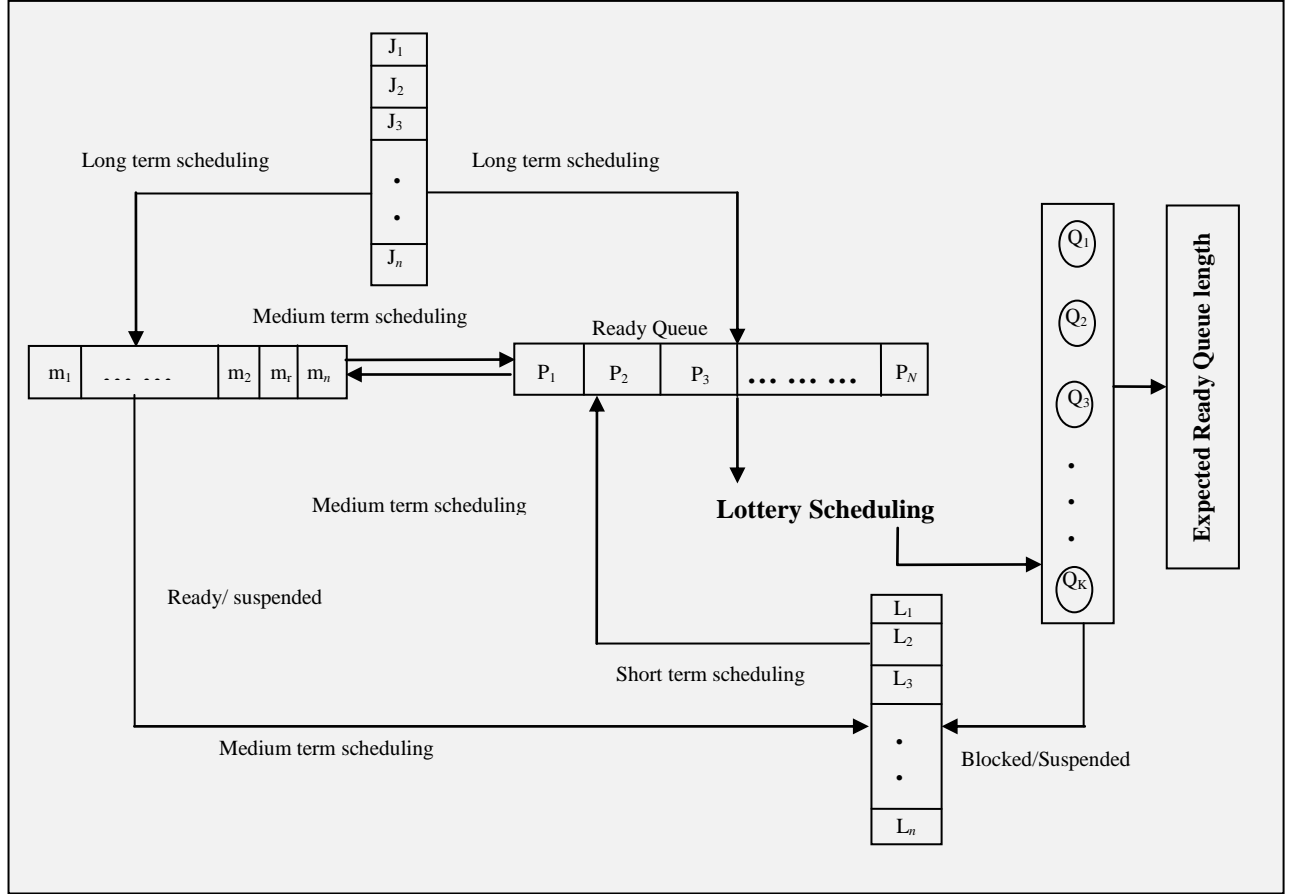 J1
J2
J3
.
.
Jn
Long term scheduling
Long term scheduling
Medium term scheduling
Ready Queue
m1 ... ... m2 mr mn
P1 P2 P3 ... ... ... PN
Q1
Q2
Q3
.
.
.
QK
Expected Ready Queue length
Medium term scheduling
Lottery Scheduling
Ready/ suspended
L1
L2
L3
.
.
Ln
Short term scheduling
Medium term scheduling
Blocked/Suspended